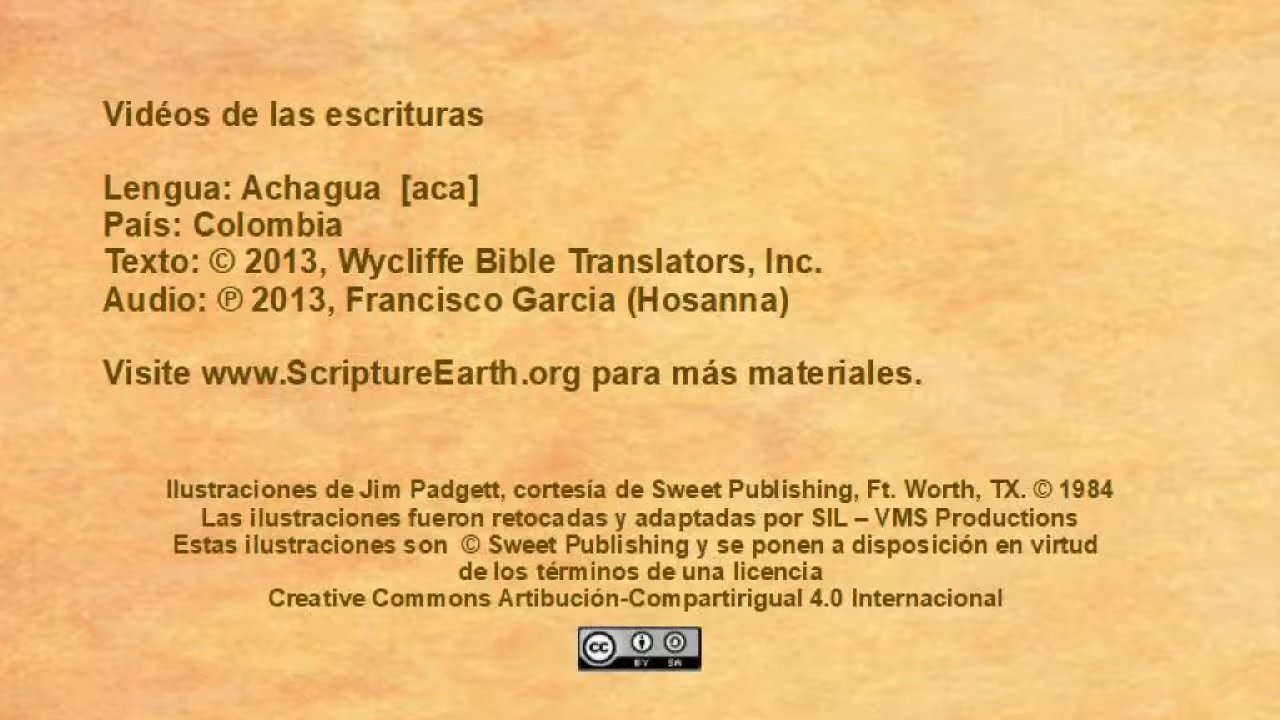 Vidéos de las escrituras
Lengua: Achagua [aca]
País: Colombia
Texto: © 2013, Wycliffe Bible Translators, Inc.
Audio: ℗ 2013, Francisco Garcia (Hosanna)
Visite www.ScriptureEarth.org para más materiales.
Ilustraciones de Jim Padgett, cortesía de Sweet Publishing, Ft. Worth, TX. © 1984
Las ilustraciones fueron retocadas y adaptadas por SIL – VMS Productions
Estas ilustraciones son © Sweet Publishing y se ponen a disposición en virtud
de los términos de una licencia
Creative Commons Artibución-Compartirigual 4.0 Internacional
cc BY SA